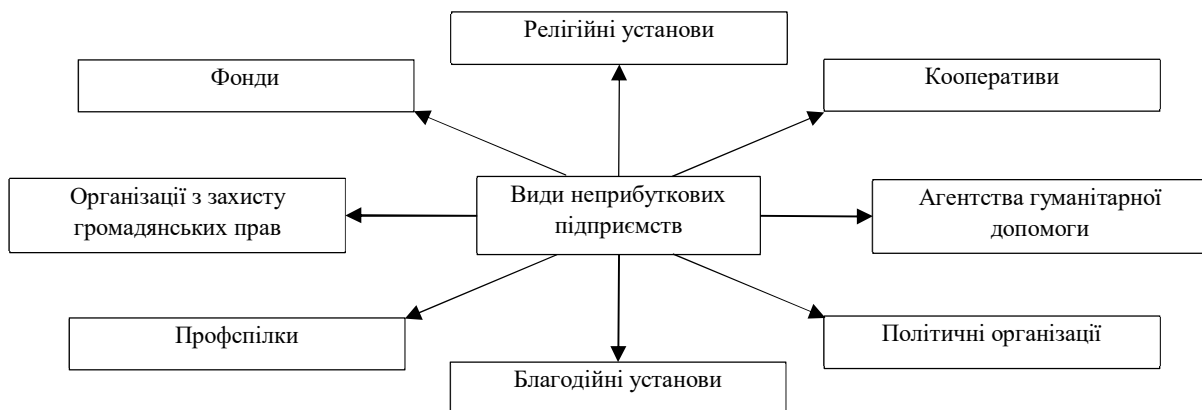 Релігійні установи
Фонди
Кооперативи
Організації з захисту
громадянських прав
Види неприбуткових
підприємств
Агентства гуманітарної
допомоги
Профспілки
Політичні організації
Благодійні установи